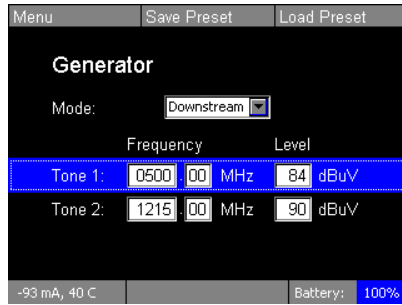 Menu Save Preset Load Preset
Generator
Mode: Downstream
Frequency Level
Tone 1: 0500 . 00 MHz 84 dBuV
Tone 2: 1215 . 00 MHz 90 dBuV
-93 mA, 40 C Battery: 100%